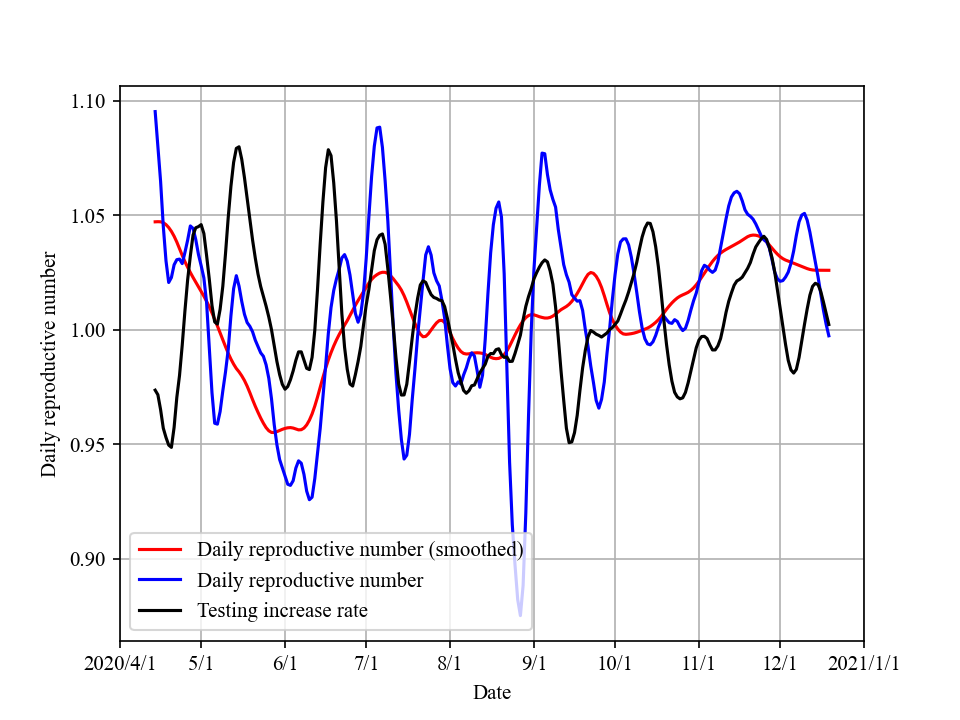 1.10
1.05
1.00
0.95
0.90
Daily reproductive number
Daily reproductive number (smoothed)
Daily reproductive number
Testing increase rate
2020/4/1 5/1 6/1 7/1 8/1 9/1 10/1 11/1 12/1 2021/1/1
Date